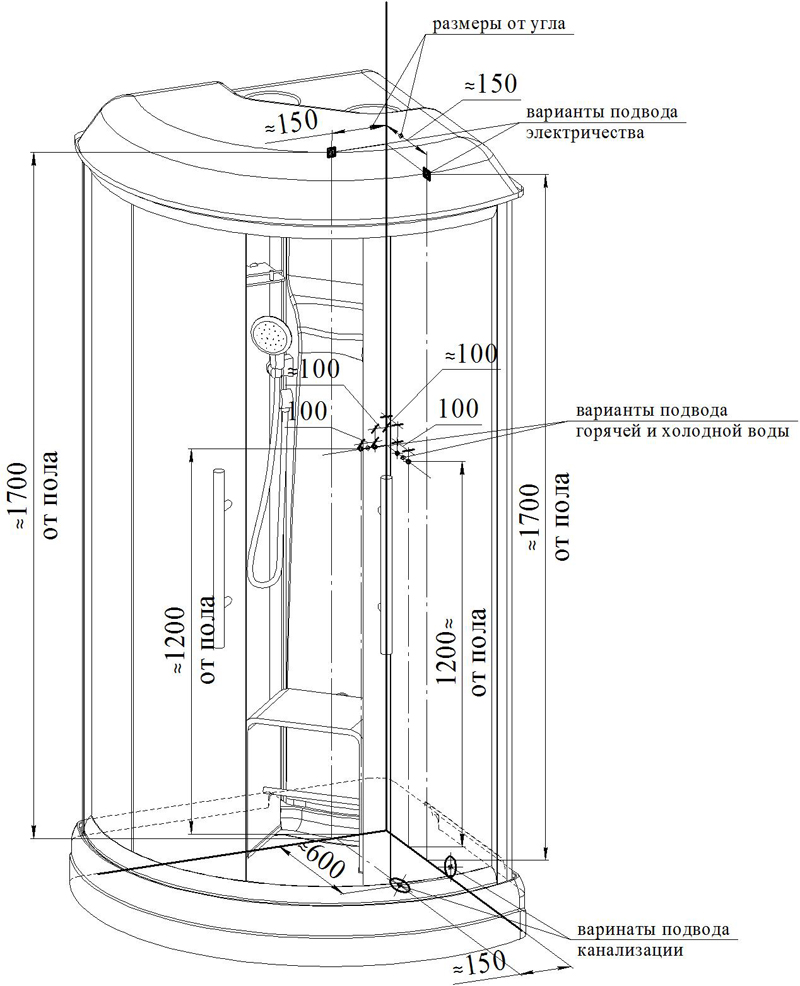 размеры от угла
≈150
≈150
варианты подвода
электричества
≈100
≈100
100
100
варианты подвода
горячей и холодной воды
≈1700
от пола
≈1700
от пола
≈1200
от пола
1200≈
от пола
≈600
варинаты подвода
канализации
≈150